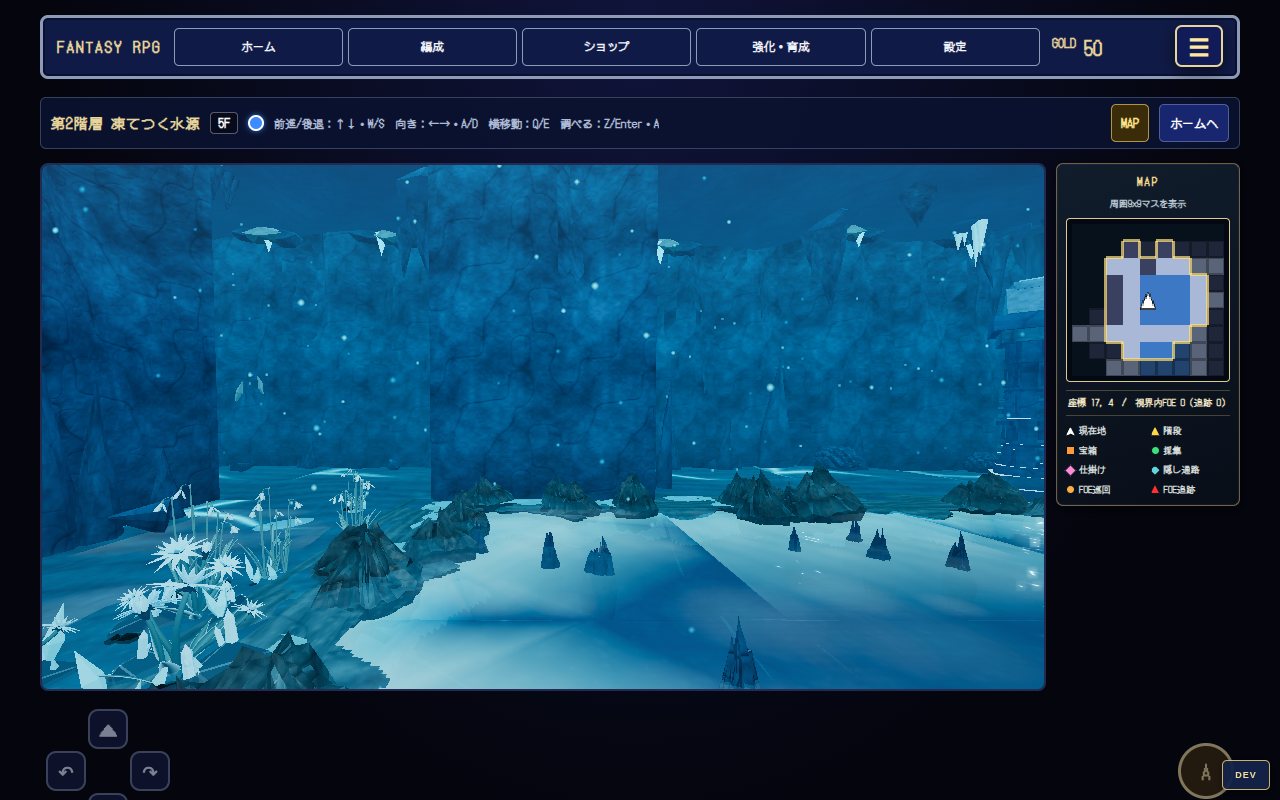 FANTASY RPG
ホーム
編成
ショップ
強化・育成
設定
GOLD 50
第2階層 凍てつく水源
5F
前進/後退：↑↓・W/S 向き：←→・A/D 横移動：Q/E 調べる：Z/Enter・A
MAP
ホームへ
MAP
周囲9x9マスを表示
座標 17, 4 / 視界内FOE 0（追跡 0）
現在地
階段
宝箱
採集
仕掛け
隠し通路
FOE巡回
FOE追跡
A
DEV